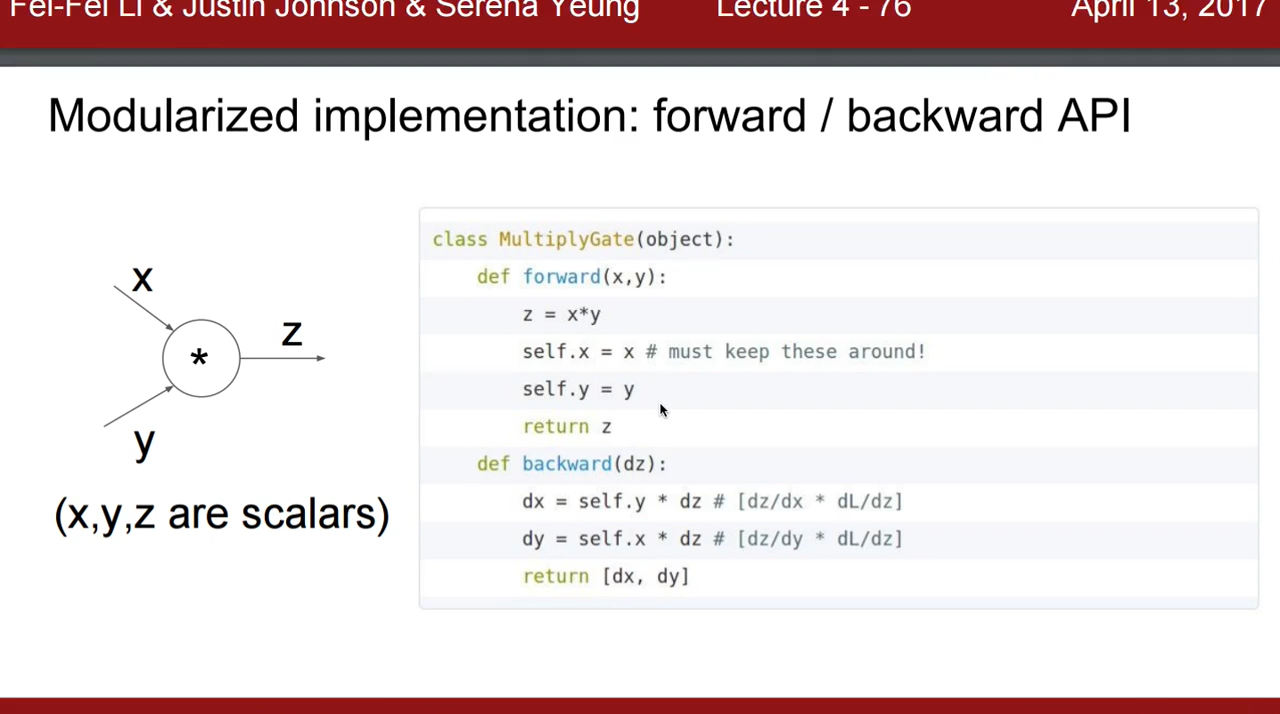 Fei-Fei Li & Justin Johnson & Serena Yeung Lecture 4 - 76 April 13, 2017
Modularized implementation: forward / backward API
x
z
*
y
(x,y,z are scalars)
class MultiplyGate(object):
def forward(x,y):
z = x*y
self.x = x # must keep these around!
self.y = y
return z
def backward(dz):
dx = self.y * dz # [dz/dx * dL/dz]
dy = self.x * dz # [dz/dy * dL/dz]
return [dx, dy]